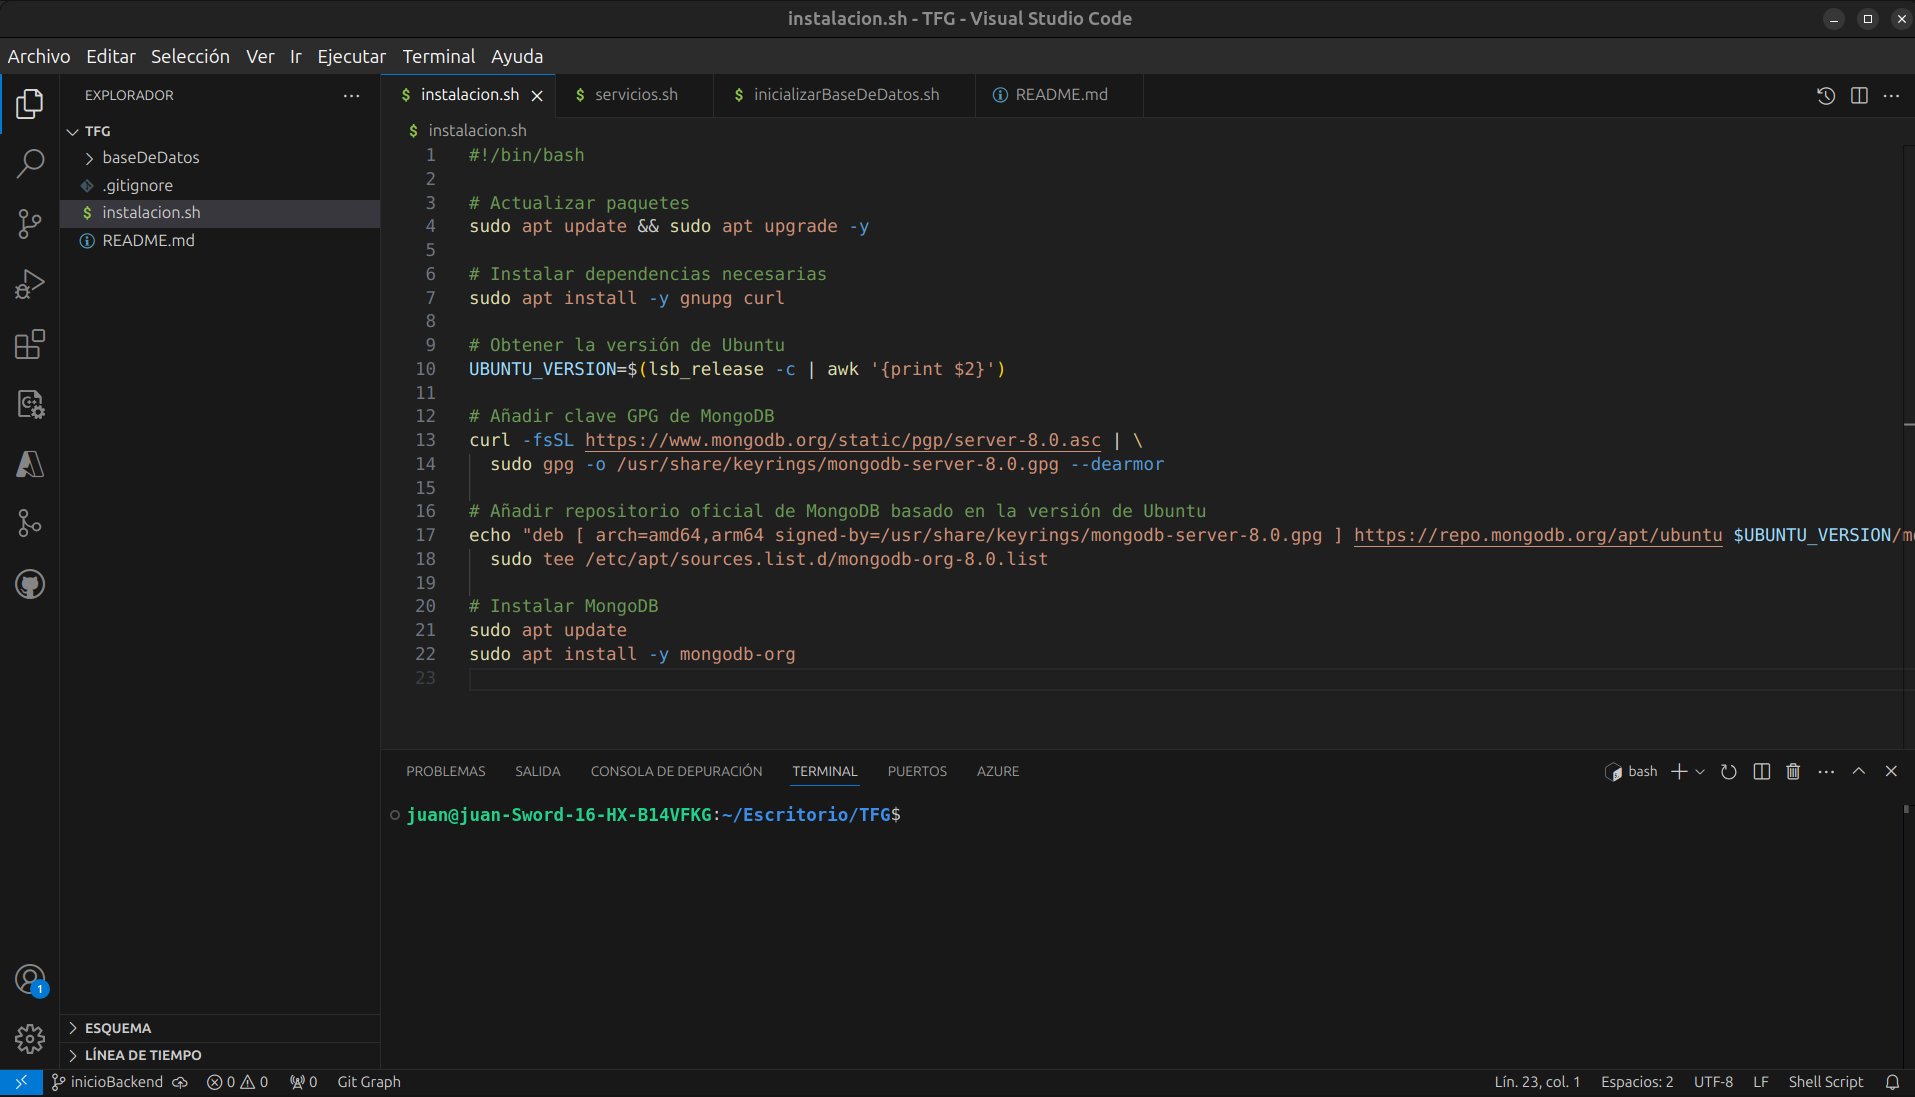 instalacion.sh - TFG - Visual Studio Code
Archivo Editar Selección Ver Ir Ejecutar Terminal Ayuda
EXPLORADOR
TFG
baseDeDatos
.gitignore
instalacion.sh
README.md
ESQUEMA
LÍNEA DE TIEMPO
instalacion.sh servicios.sh inicializarBaseDeDatos.sh README.md
instalacion.sh
1 #!/bin/bash
2
3 # Actualizar paquetes
4 sudo apt update && sudo apt upgrade -y
5
6 # Instalar dependencias necesarias
7 sudo apt install -y gnupg curl
8
9 # Obtener la versión de Ubuntu
10 UBUNTU_VERSION=$(lsb_release -c | awk '{print $2}')
11
12 # Añadir clave GPG de MongoDB
13 curl -fsSL https://www.mongodb.org/static/pgp/server-8.0.asc | \
14 sudo gpg -o /usr/share/keyrings/mongodb-server-8.0.gpg --dearmor
15
16 # Añadir repositorio oficial de MongoDB basado en la versión de Ubuntu
17 echo "deb [ arch=amd64,arm64 signed-by=/usr/share/keyrings/mongodb-server-8.0.gpg ] https://repo.mongodb.org/apt/ubuntu $UBUNTU_VERSION/
18 sudo tee /etc/apt/sources.list.d/mongodb-org-8.0.list
19
20 # Instalar MongoDB
21 sudo apt update
22 sudo apt install -y mongodb-org
23
PROBLEMAS SALIDA CONSOLA DE DEPURACIÓN TERMINAL PUERTOS AZURE
bash
juan@juan-Sword-16-HX-B14VFKG:~/Escritorio/TFG$
1
inicioBackend 0 0 0 Git Graph Lín. 23, col. 1 Espacios: 2 UTF-8 LF Shell Script